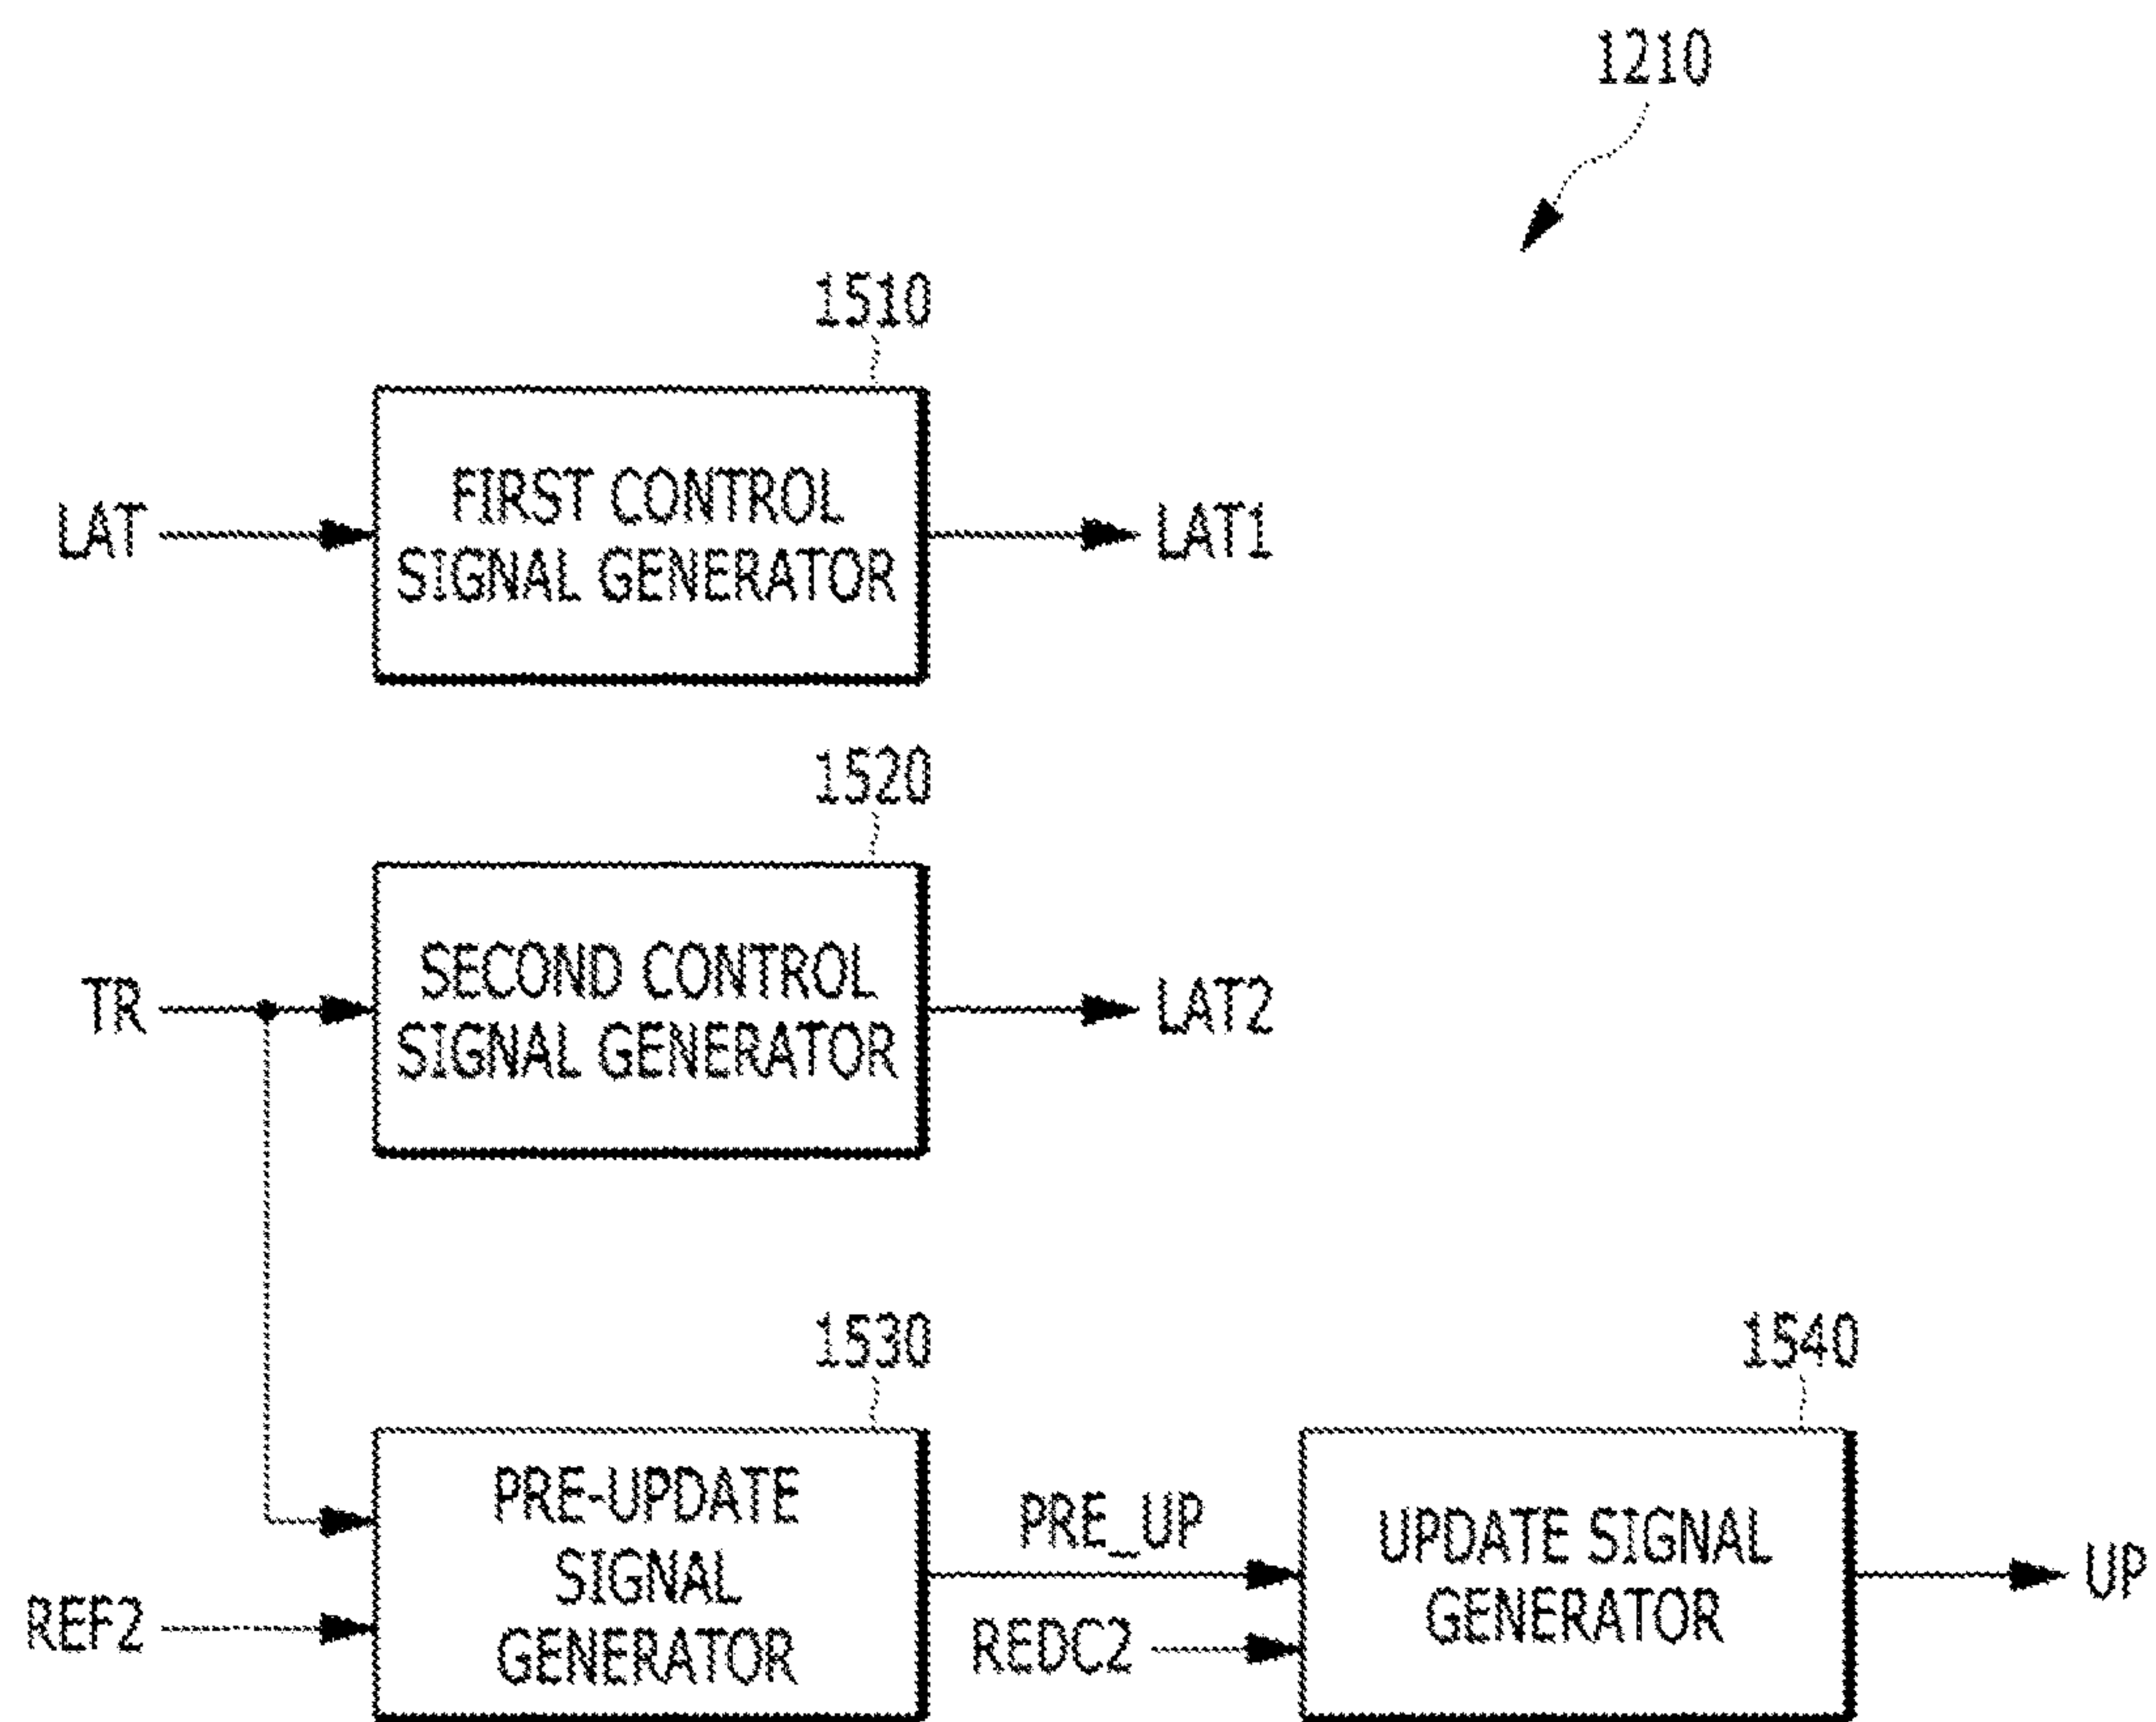 1210
1510
FIRST CONTROL
SIGNAL GENERATOR
LAT
LAT1
1520
SECOND CONTROL
SIGNAL GENERATOR
TR
LAT2
1530
1540
PRE-UPDATE
SIGNAL
GENERATOR
PRE_UP
UPDATE SIGNAL
GENERATOR
UP
REF2
REDC2